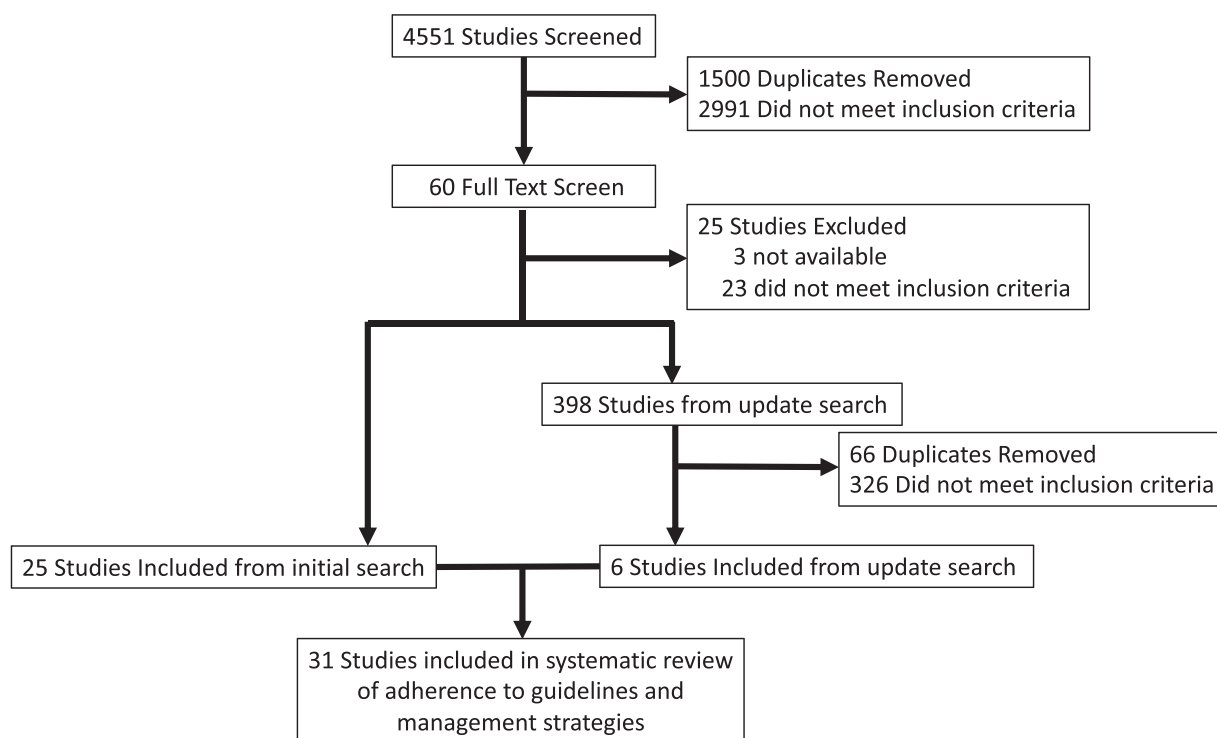 4551 Studies Screened
1500 Duplicates Removed
2991 Did not meet inclusion criteria
60 Full Text Screen
25 Studies Excluded
3 not available
23 did not meet inclusion criteria
398 Studies from update search
66 Duplicates Removed
326 Did not meet inclusion criteria
25 Studies Included from initial search
6 Studies Included from update search
31 Studies included in systematic review
of adherence to guidelines and
management strategies